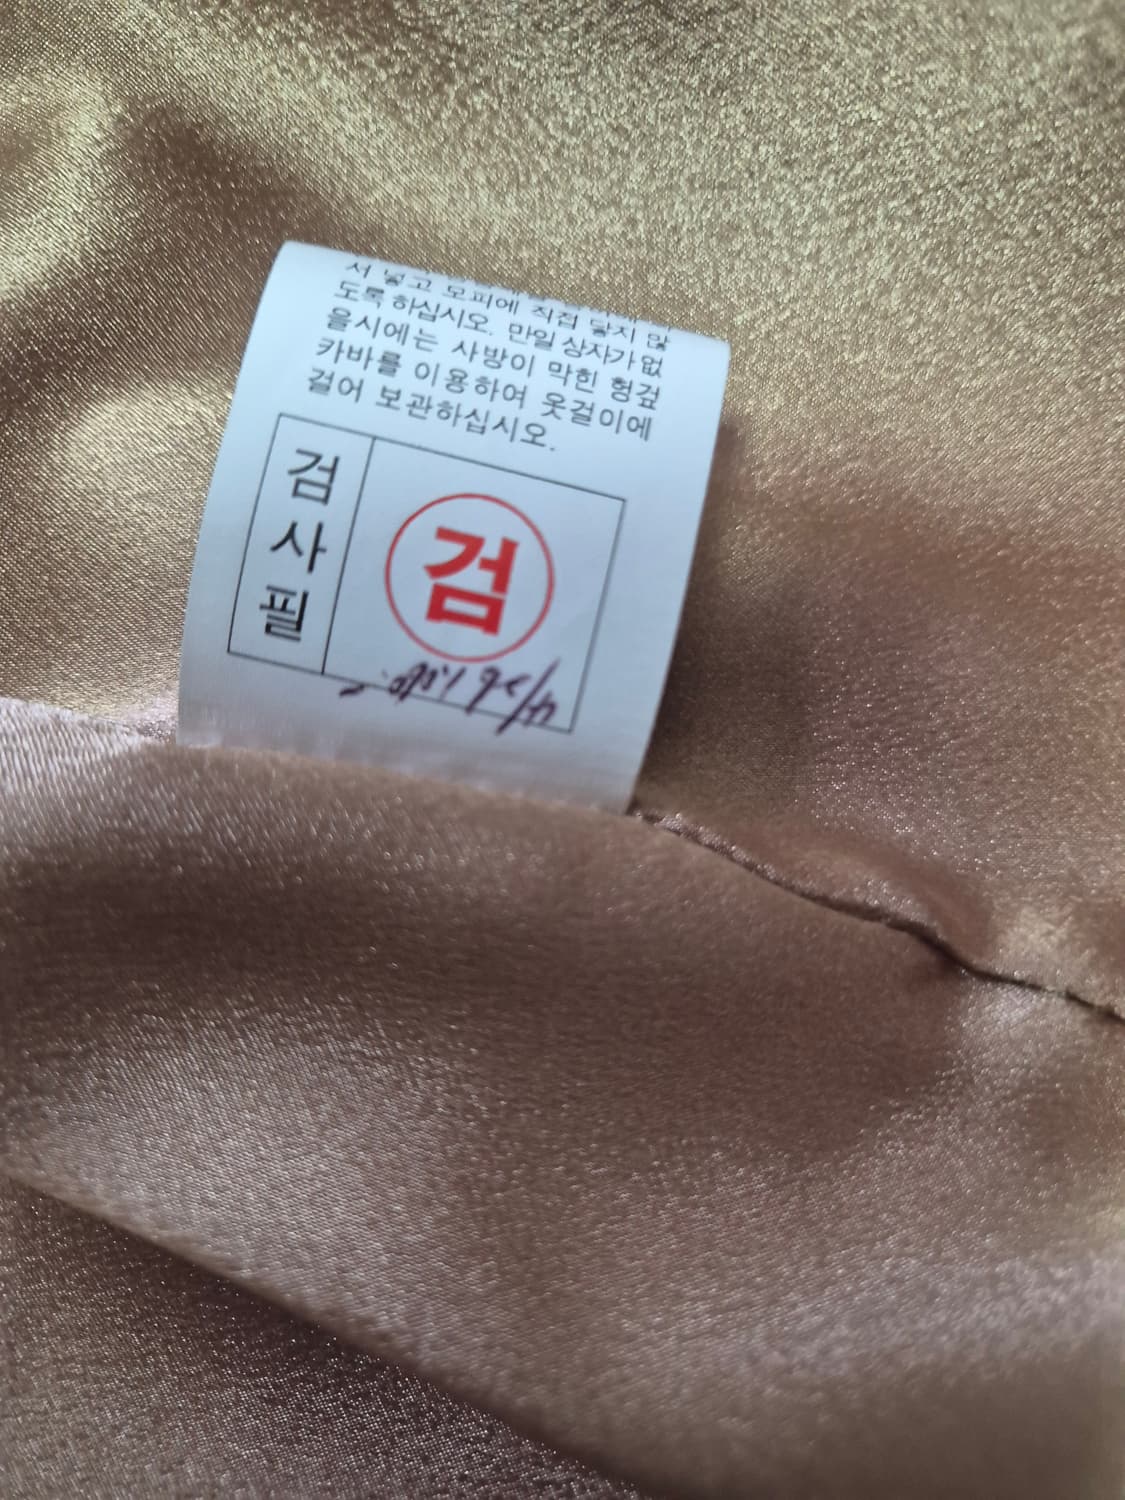 서 넣고 모피에 직접 닿지 않
도록 하십시오. 만일 상자가 없
을시에는 사방이 막힌 헝겊
카바를 이용하여 옷걸이에
걸어 보관하십시오.
검사필
검